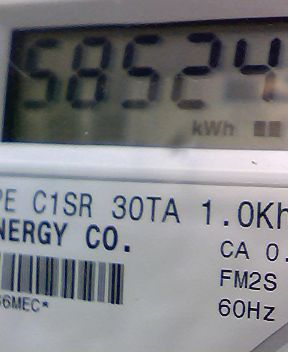 58524
kWh
PE C1SR 30TA 1.0Kh
NERGY CO.
CA 0.
FM2S
6MEC*
60Hz